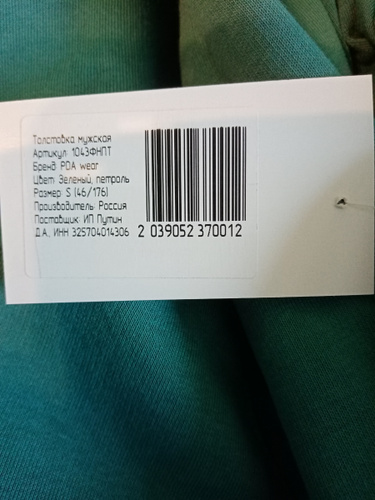 Толстовка мужская
Артикул: 1043ФНПТ
Бренд: PDA wear
Цвет: Зеленый, петроль
Размер: S (46/176)
Производитель: Россия
Поставщик: ИП Путин
Д.А., ИНН 325704014306
2 039052 370012